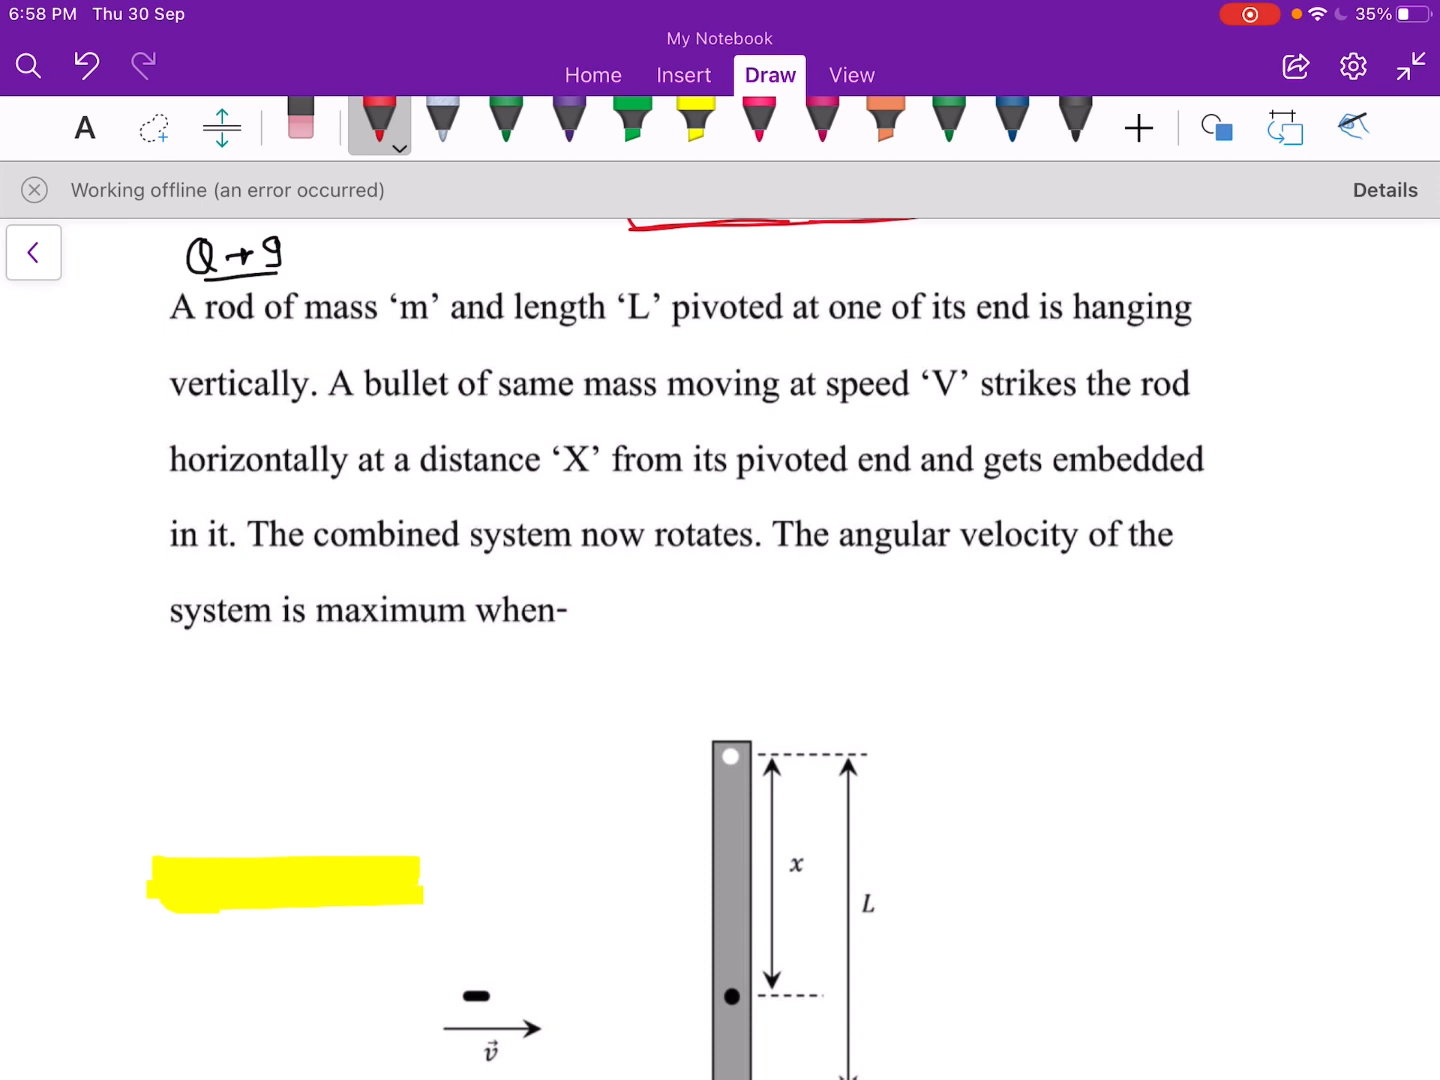 6:58 PM Thu 30 Sep
35%
My Notebook
Home Insert Draw View
A
Working offline (an error occurred) Details
Q→9
A rod of mass ‘m’ and length ‘L’ pivoted at one of its end is hanging
vertically. A bullet of same mass moving at speed ‘V’ strikes the rod
horizontally at a distance ‘X’ from its pivoted end and gets embedded
in it. The combined system now rotates. The angular velocity of the
system is maximum when-
x
L
v⃗